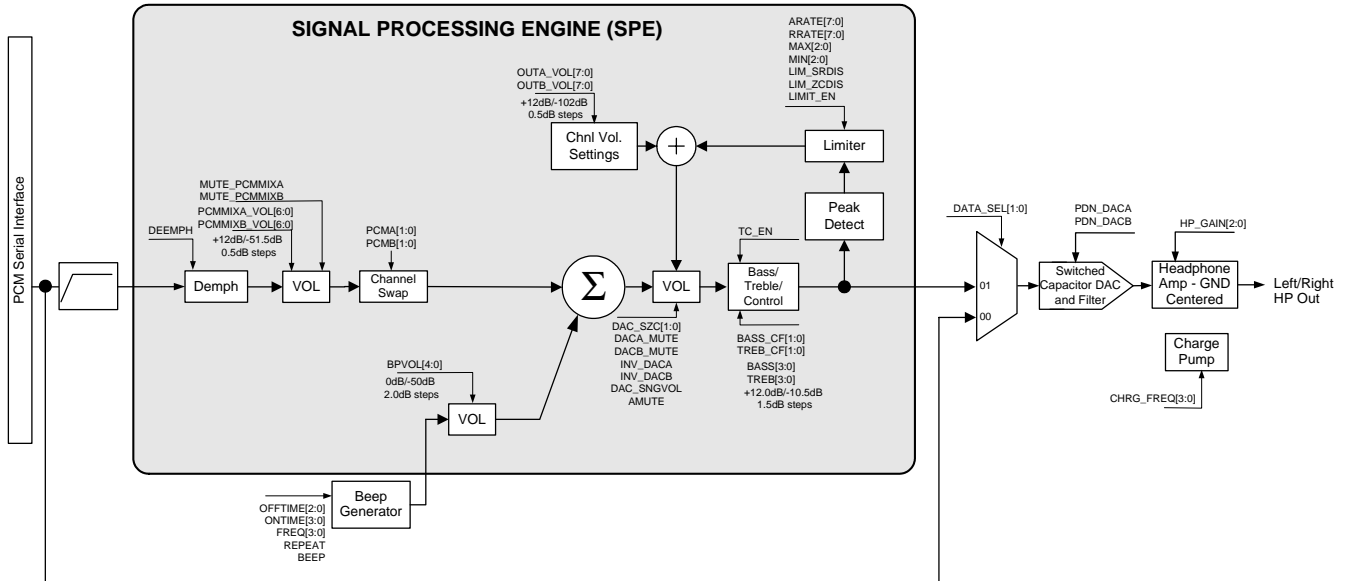 SIGNAL PROCESSING ENGINE (SPE)
PCM Serial Interface
ARATE[7:0]
RRATE[7:0]
MAX[2:0]
MIN[2:0]
LIM_SRDIS
LIM_ZCDIS
LIMIT_EN
OUTA_VOL[7:0]
OUTB_VOL[7:0]
+12dB/-102dB
0.5dB steps
Chnl Vol.
Settings
+
Limiter
Peak
Detect
MUTE_PCMMIXA
MUTE_PCMMIXB
PCMMIXA_VOL[6:0]
PCMMIXB_VOL[6:0]
+12dB/-51.5dB
0.5dB steps
DEEMPH
PCMA[1:0]
PCMB[1:0]
TC_EN
Demph
VOL
Channel
Swap
Σ
VOL
Bass/
Treble/
Control
DAC_SZC[1:0]
DACA_MUTE
DACB_MUTE
INV_DACA
INV_DACB
DAC_SNGVOL
AMUTE
BASS_CF[1:0]
TREB_CF[1:0]
BASS[3:0]
TREB[3:0]
+12.0dB/-10.5dB
1.5dB steps
BPVOL[4:0]
0dB/-50dB
2.0dB steps
VOL
Beep
Generator
OFFTIME[2:0]
ONTIME[3:0]
FREQ[3:0]
REPEAT
BEEP
DATA_SEL[1:0]
01
00
PDN_DACA
PDN_DACB
Switched
Capacitor DAC
and Filter
HP_GAIN[2:0]
Headphone
Amp - GND
Centered
Left/Right
HP Out
Charge
Pump
CHRG_FREQ[3:0]